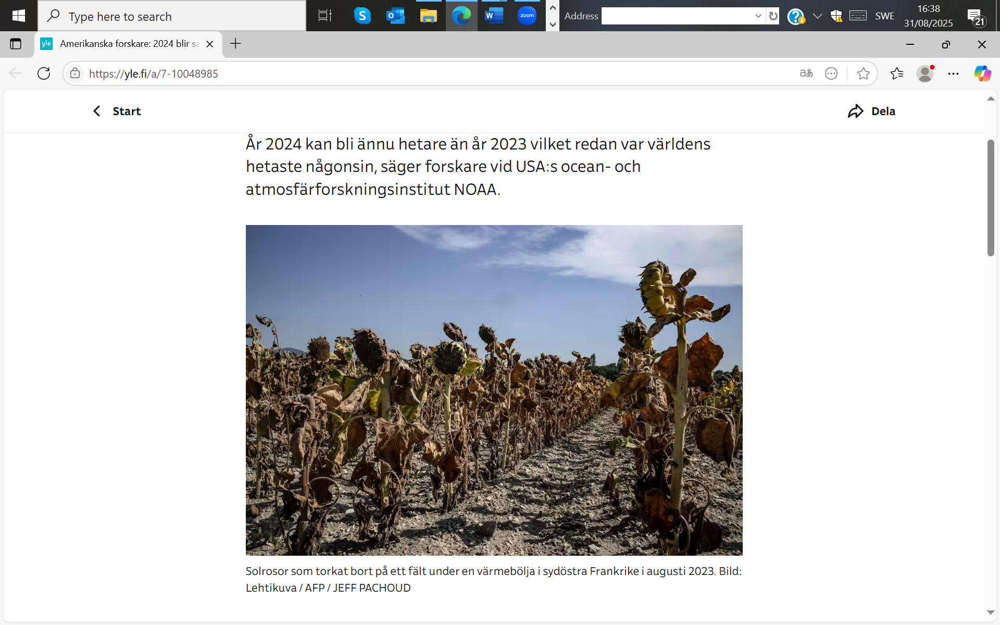 Type here to search
S
o
W
zoom
Address
SWE
16:38
31/08/2025
21
yle
Amerikanska forskare: 2024 blir
https://yle.fi/a/7-10048985
aあ
Start
Dela
År 2024 kan bli ännu hetare än år 2023 vilket redan var världens
hetaste någonsin, säger forskare vid USA:s ocean- och
atmosfärforskningsinstitut NOAA.
Solrosor som torkat bort på ett fält under en värmebölja i sydöstra Frankrike i augusti 2023. Bild:
Lehtikuva / AFP / JEFF PACHOUD